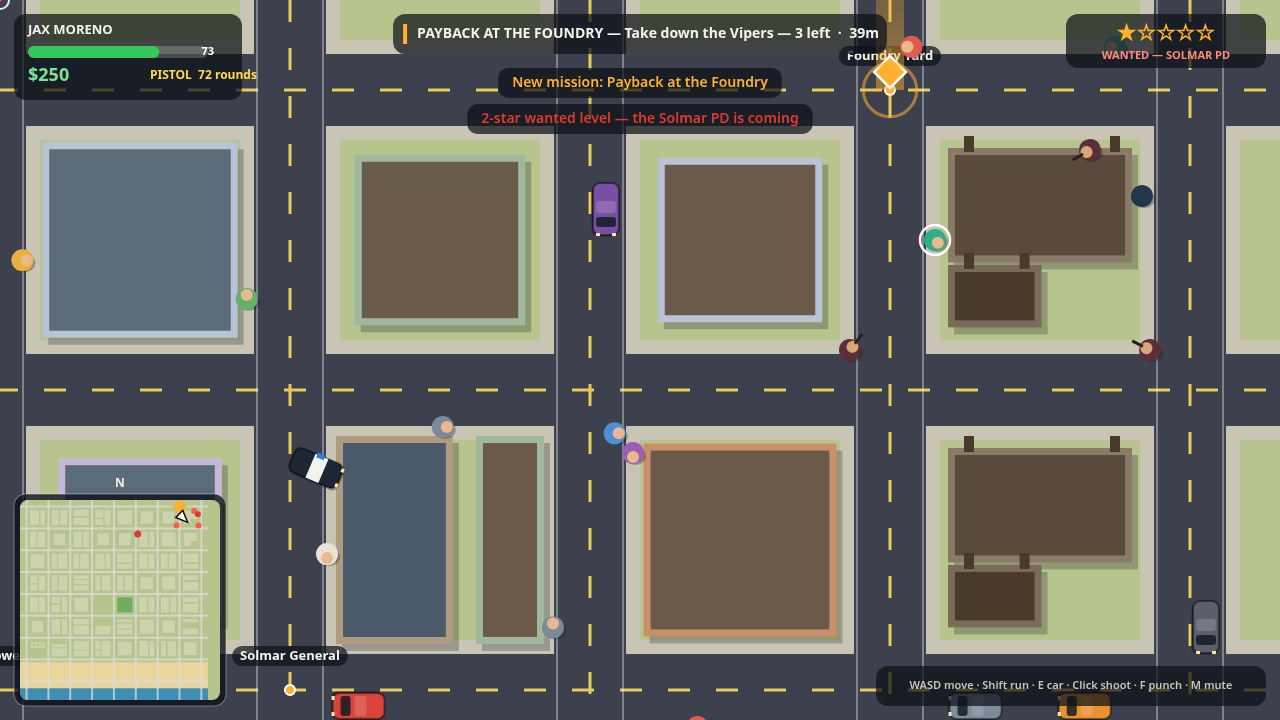 JAX MORENO
73
$250
PISTOL 72 rounds
PAYBACK AT THE FOUNDRY — Take down the Vipers — 3 left · 39m
★☆☆☆☆
WANTED — SOLMAR PD
Foundry Yard
New mission: Payback at the Foundry
2-star wanted level — the Solmar PD is coming
N
Solmar General
WASD move · Shift run · E car · Click shoot · F punch · M mute